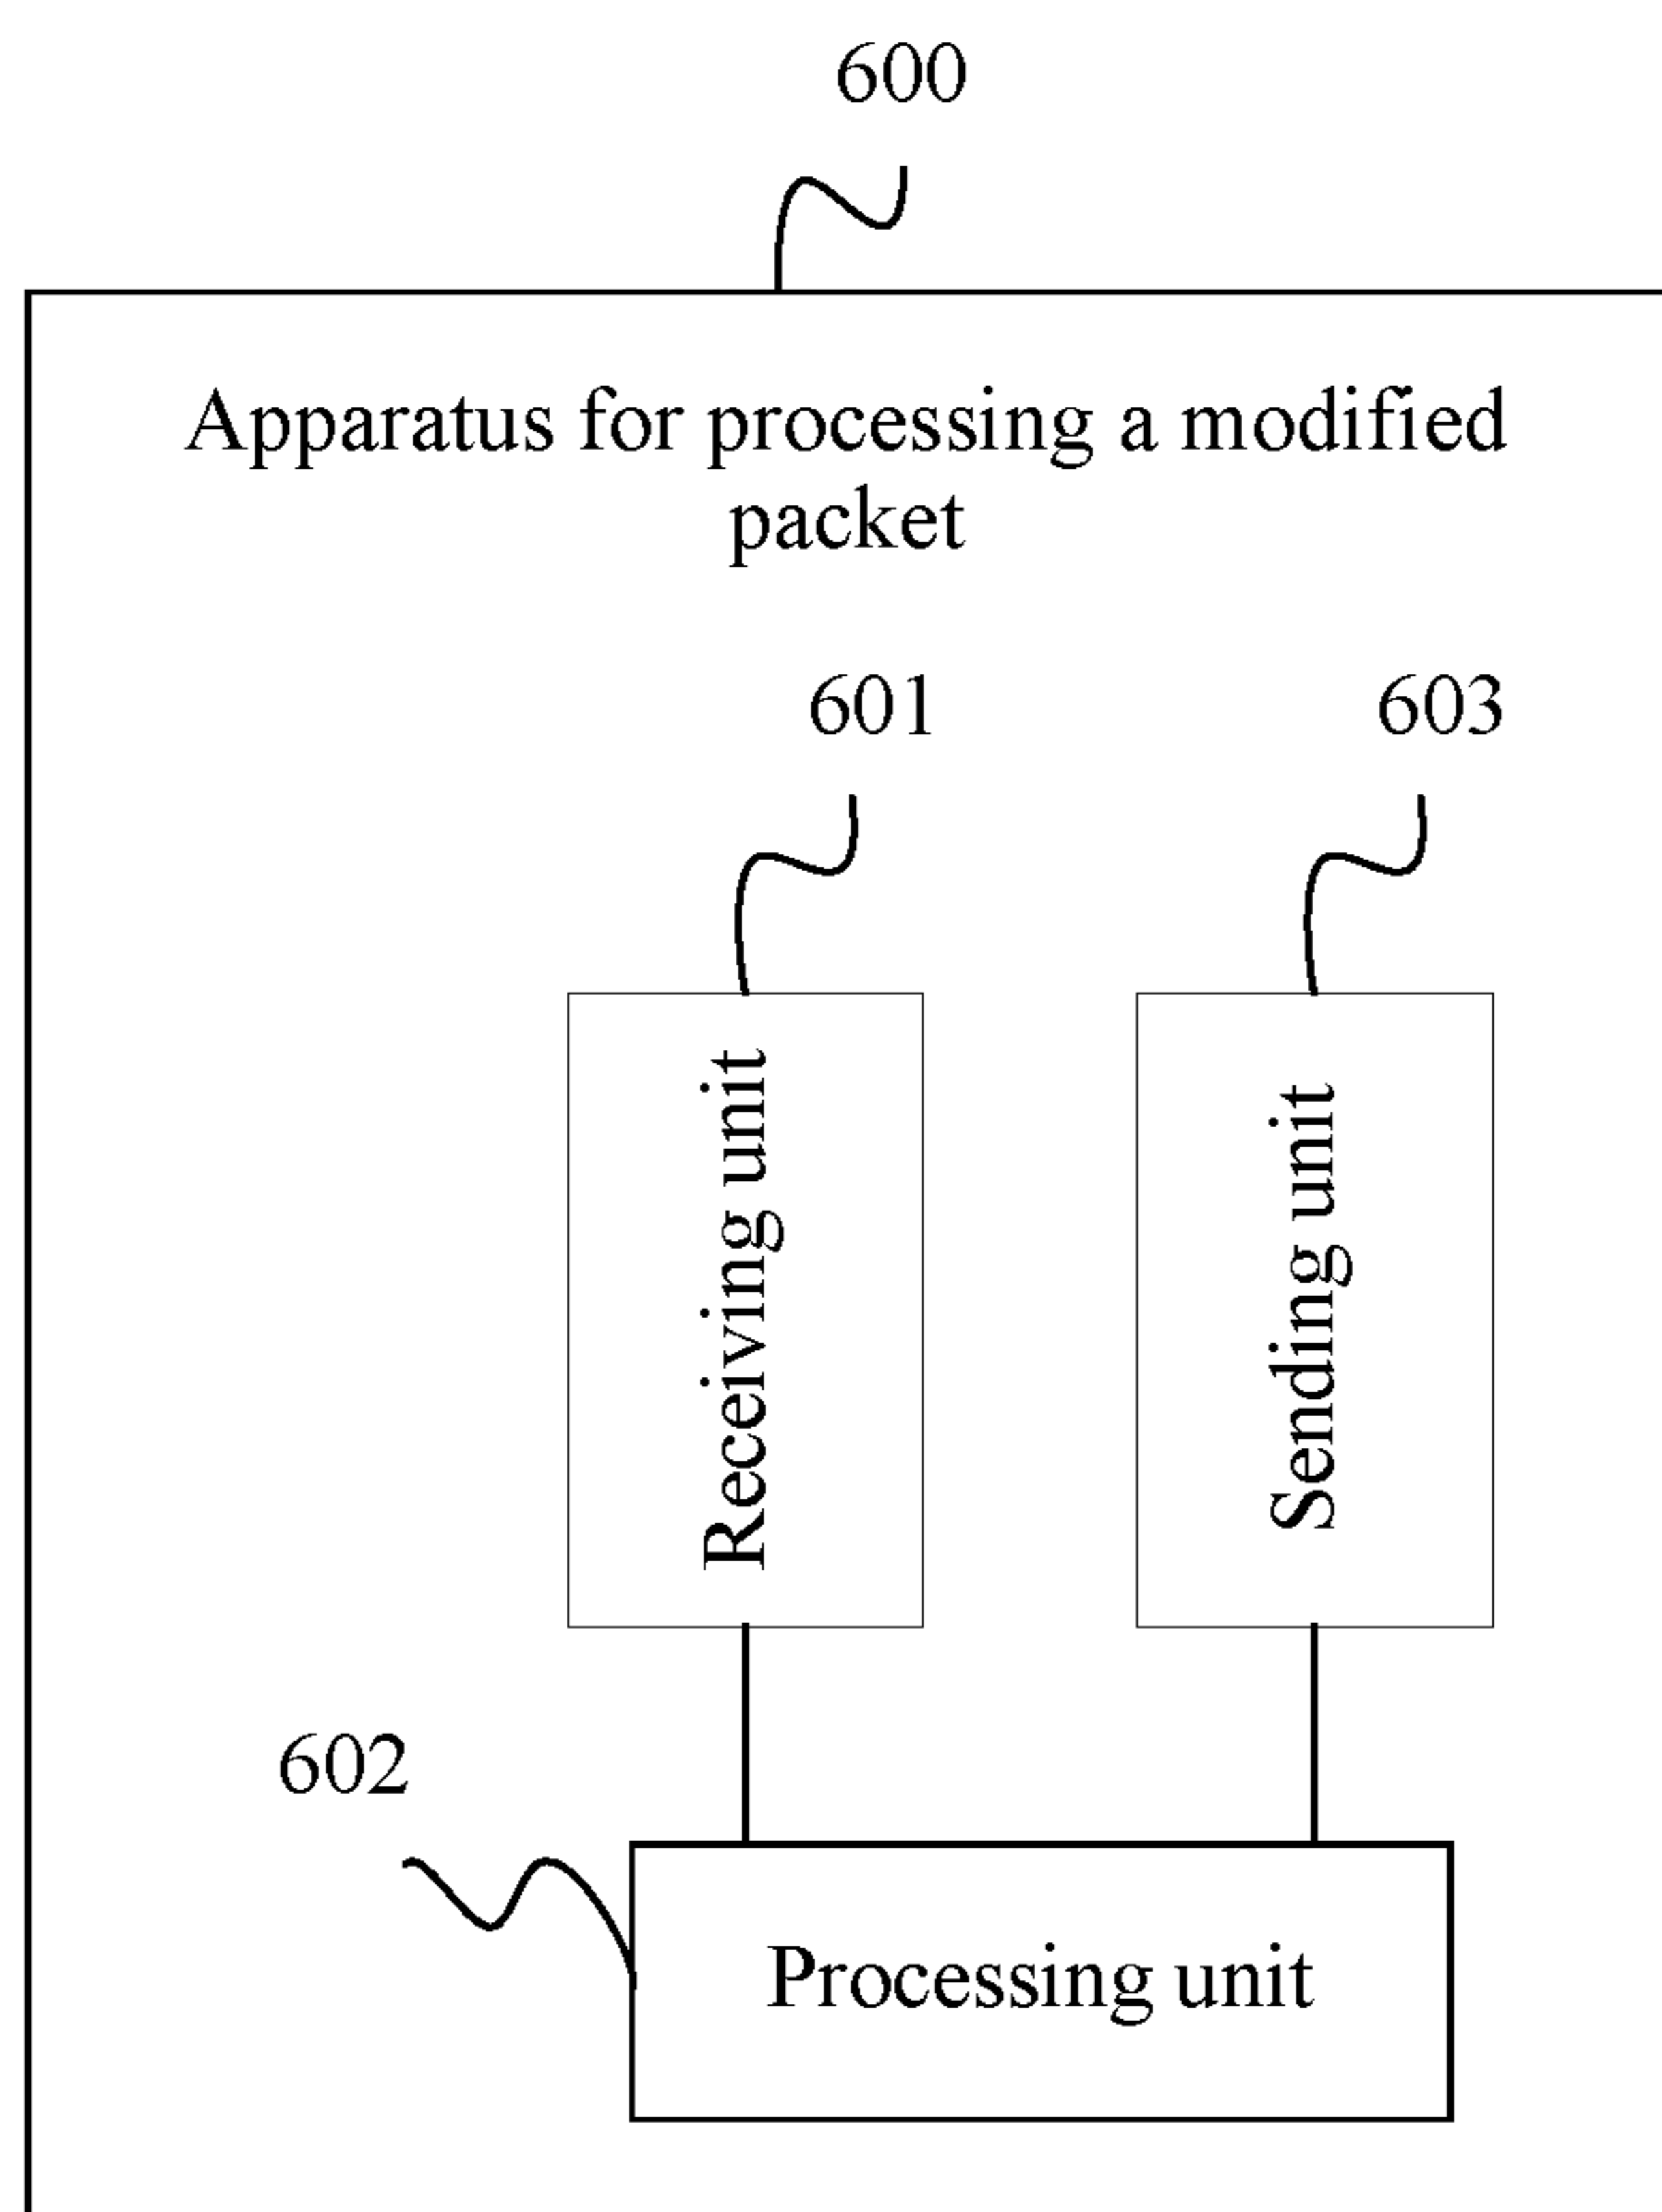 600
Apparatus for processing a modified
packet
601
603
Receiving unit
Sending unit
602
Processing unit